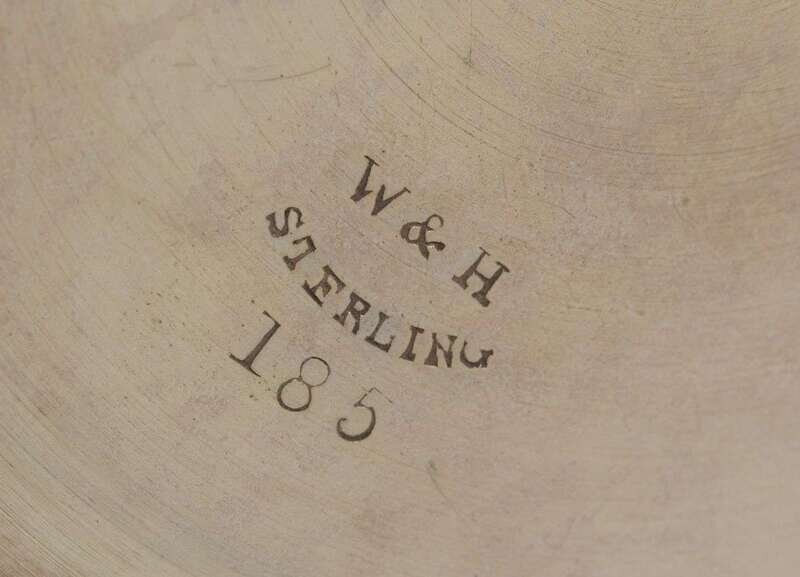 W & H
STERLING
185